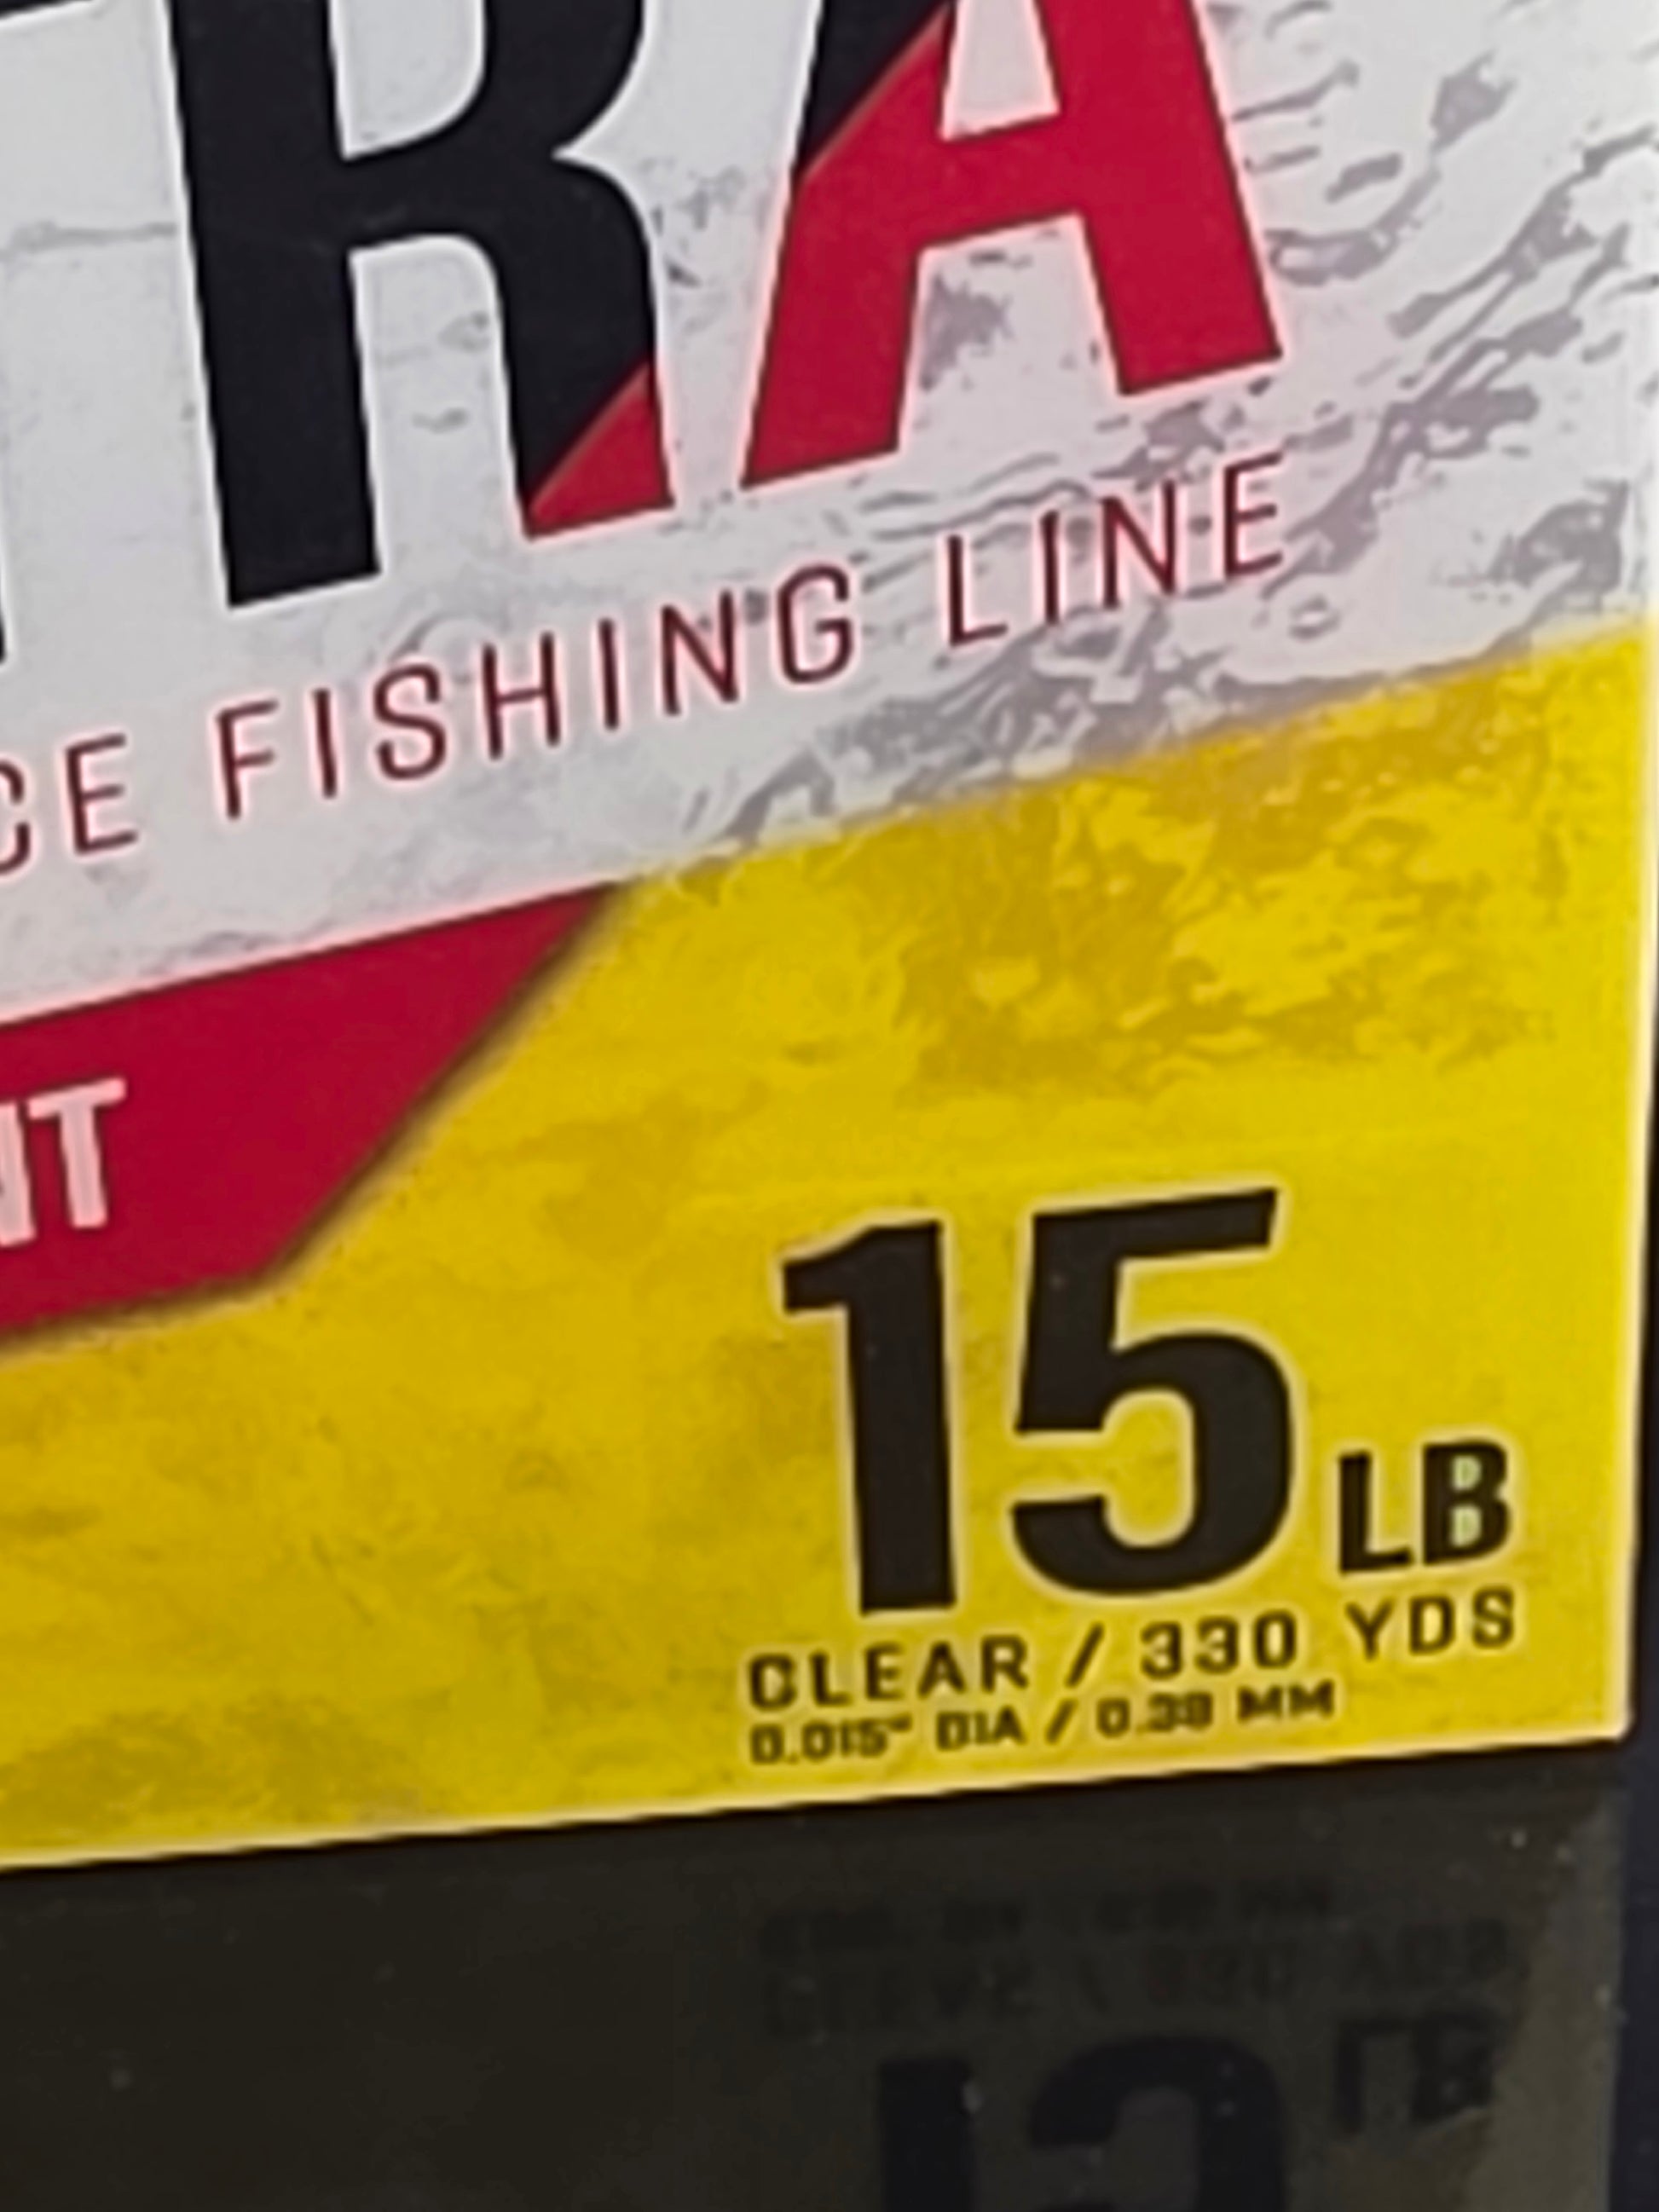 RA
CE FISHING LINE
NT
15 LB
CLEAR / 330 YDS
0.015" DIA / 0.38 MM